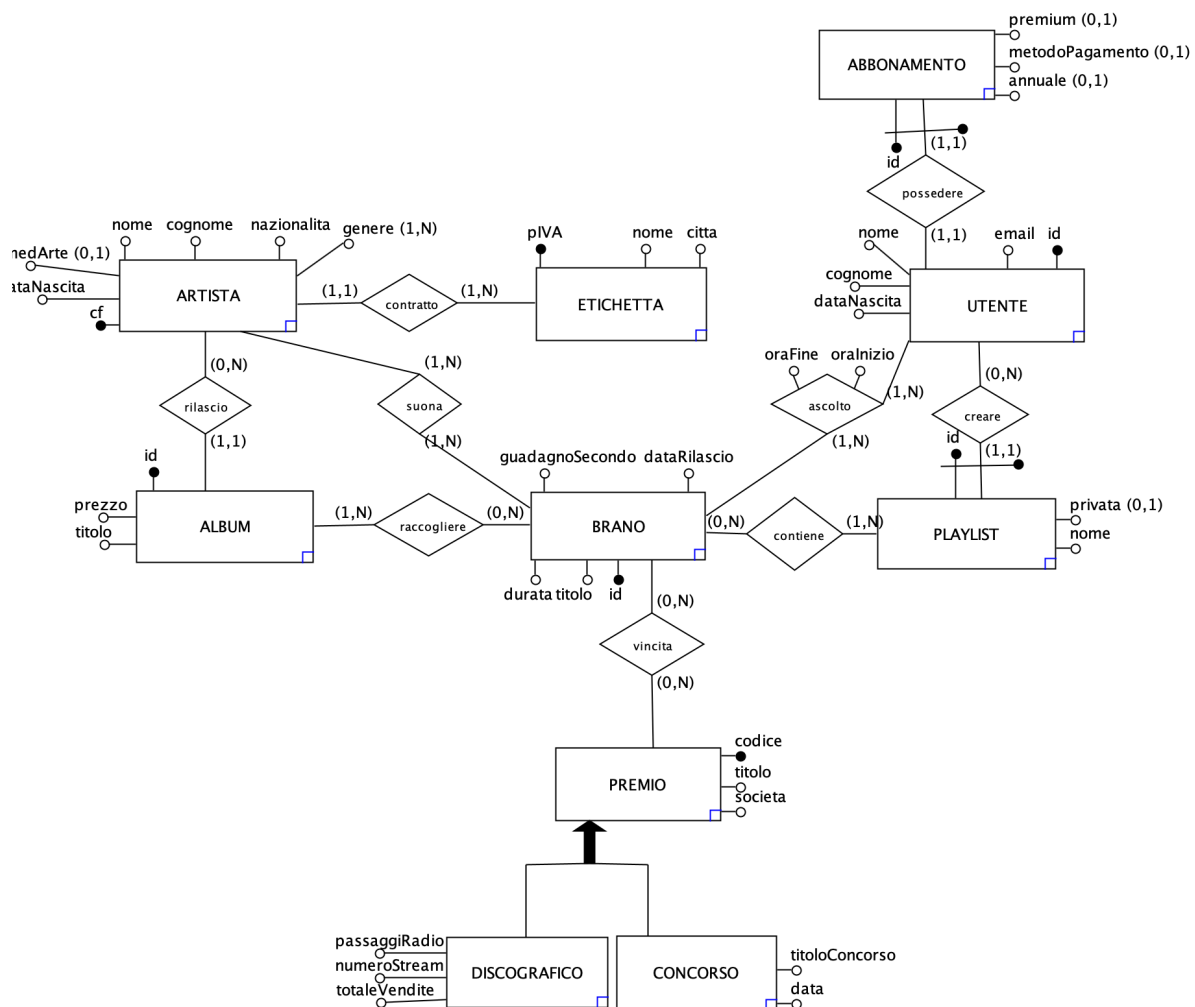 premium (0,1)
ABBONAMENTO
metodoPagamento (0,1)
annuale (0,1)
(1,1)
id
possedere
nome cognome nazionalita genere (1,N)
pIVA nome citta
nome (1,1) email id
nedArte (0,1)
ARTISTA
(1,1) contratto (1,N)
ETICHETTA
cognome
UTENTE
ataNascita
dataNascita
cf
(0,N)
(1,N)
oraFine oraInizio
(0,N)
rilascio
suona
ascolto
(1,N)
creare
(1,1)
(1,N)
(1,N)
id
(1,1)
id
guadagnoSecondo dataRilascio
prezzo
ALBUM
(1,N) raccogliere (0,N)
BRANO
(0,N) contiene (1,N)
PLAYLIST
privata (0,1)
titolo
nome
durata titolo id
(0,N)
vincita
(0,N)
codice
PREMIO
titolo
societa
passaggiRadio
numeroStream
DISCOGRAFICO
CONCORSO
titoloConcorso
totaleVendite
data